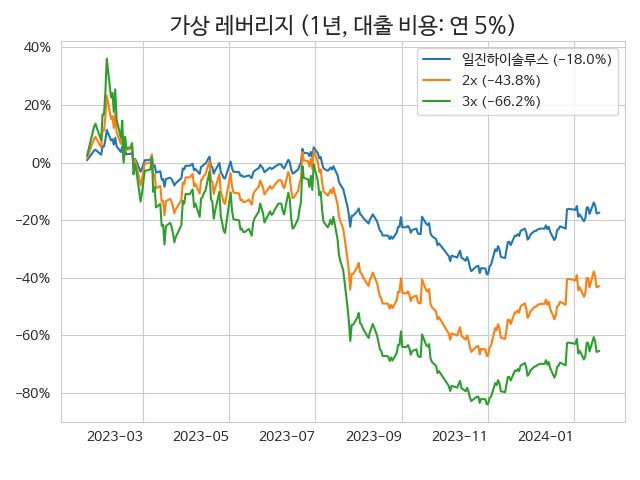 가상 레버리지 (1년, 대출 비용: 연 5%)
일진하이솔루스 (-18.0%)
2x (-43.8%)
3x (-66.2%)
40%
20%
0%
-20%
-40%
-60%
-80%
2023-03 2023-05 2023-07 2023-09 2023-11 2024-01